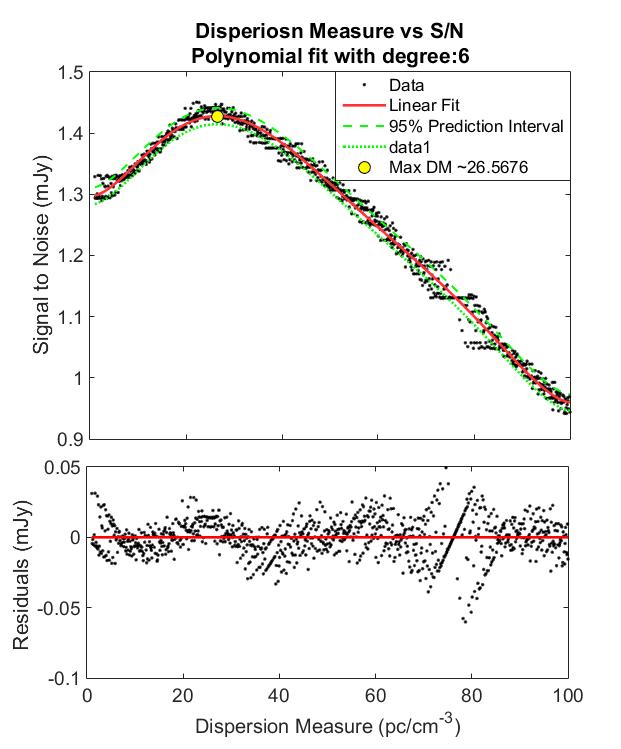 Disperiosn Measure vs S/N
Polynomial fit with degree:6
1.5
1.4
1.3
1.2
1.1
1
0.9
Signal to Noise (mJy)
Data
Linear Fit
95% Prediction Interval
data1
Max DM ~26.5676
0.05
0
-0.05
-0.1
Residuals (mJy)
0 20 40 60 80 100
Dispersion Measure (pc/cm⁻³)